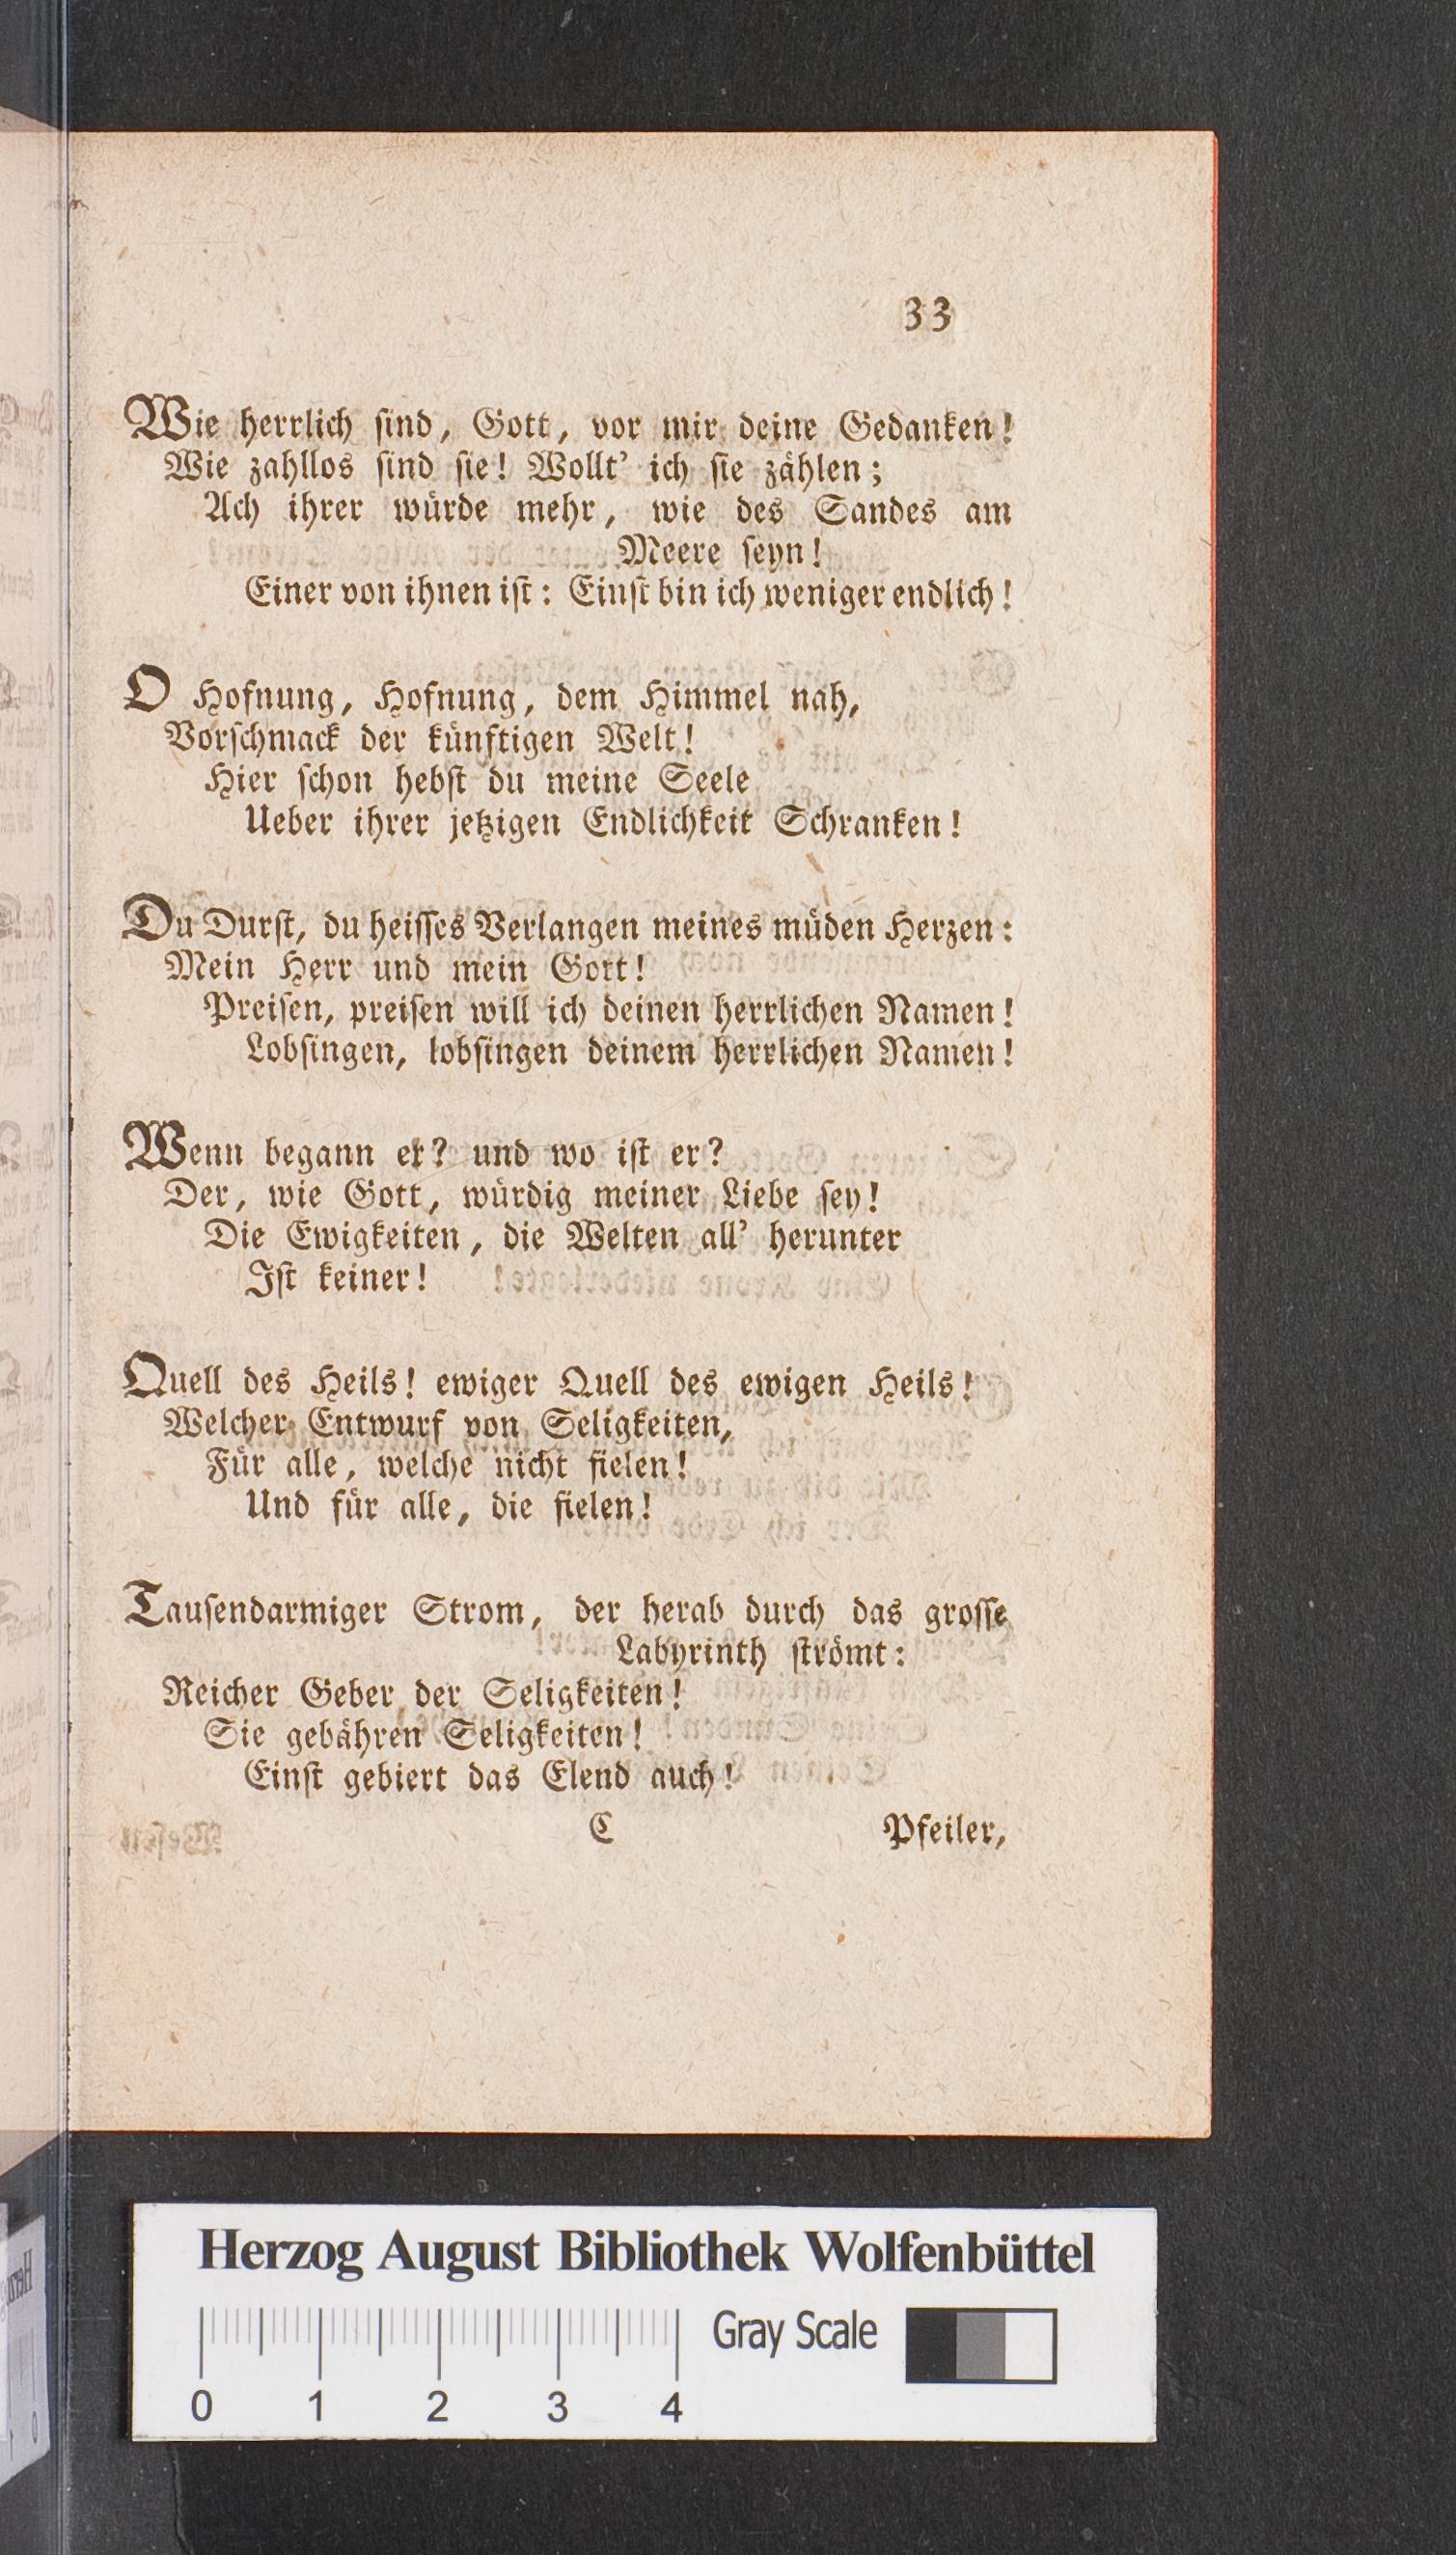 33
Wie herrlich ſind, Gott, vor mir deine Gedanken!
Wie zahllos ſind ſie! Wollt’ ich ſie zählen;
Ach ihrer würde mehr, wie des Sandes am
Meere ſeyn!
Einer von ihnen iſt: Einſt bin ich weniger endlich!
O Hofnung, Hofnung, dem Himmel nah,
Vorſchmack der künftigen Welt!
Hier ſchon hebſt du meine Seele
Ueber ihrer jetzigen Endlichkeit Schranken!
Du Durſt, du heiſſes Verlangen meines müden Herzen:
Mein Herr und mein Gott!
Preiſen, preiſen will ich deinen herrlichen Namen!
Lobſingen, lobſingen deinem herrlichen Namen!
Wenn begann er? und wo iſt er?
Der, wie Gott, würdig meiner Liebe ſey!
Die Ewigkeiten, die Welten all’ herunter
Iſt keiner!
Quell des Heils! ewiger Quell des ewigen Heils!
Welcher Entwurf von Seligkeiten,
Für alle, welche nicht fielen!
Und für alle, die fielen!
Tauſendarmiger Strom, der herab durch das groſſe
Labyrinth ſtrömt:
Reicher Geber der Seligkeiten!
Sie gebähren Seligkeiten!
Einſt gebiert das Elend auch!
C Pfeiler,
Herzog August Bibliothek Wolfenbüttel
Gray Scale
0 1 2 3 4